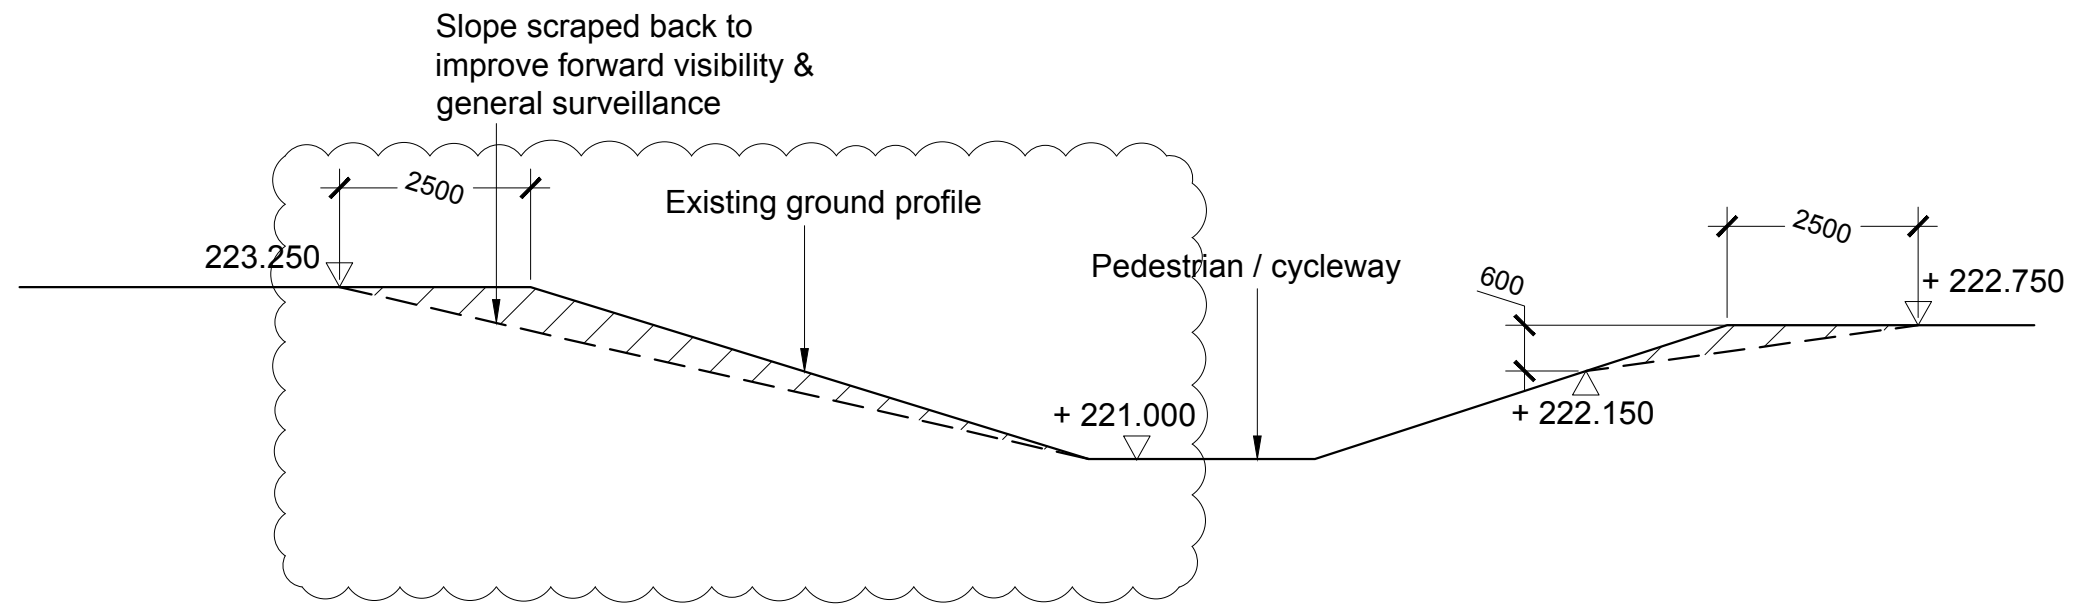 Slope scraped back to
improve forward visibility &
general surveillance
2500
Existing ground profile
223.250
Pedestrian / cycleway
2500
600
+ 222.750
+ 221.000
+ 222.150